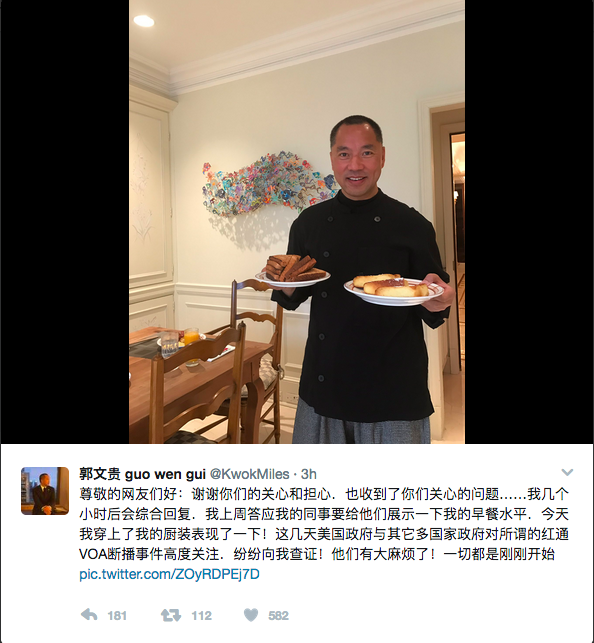 郭文贵 guo wen gui @KwokMiles · 3h
尊敬的网友们好：谢谢你们的关心和担心．也收到了你们关心的问题……我几个
小时后会综合回复．我上周答应我的同事要给他们展示一下我的早餐水平．今天
我穿上了我的厨装表现了一下！这几天美国政府与其它多国家政府对所谓的红通
VOA断播事件高度关注．纷纷向我查证！他们有大麻烦了！一切都是刚刚开始
pic.twitter.com/ZOyRDPEj7D
181 112 582